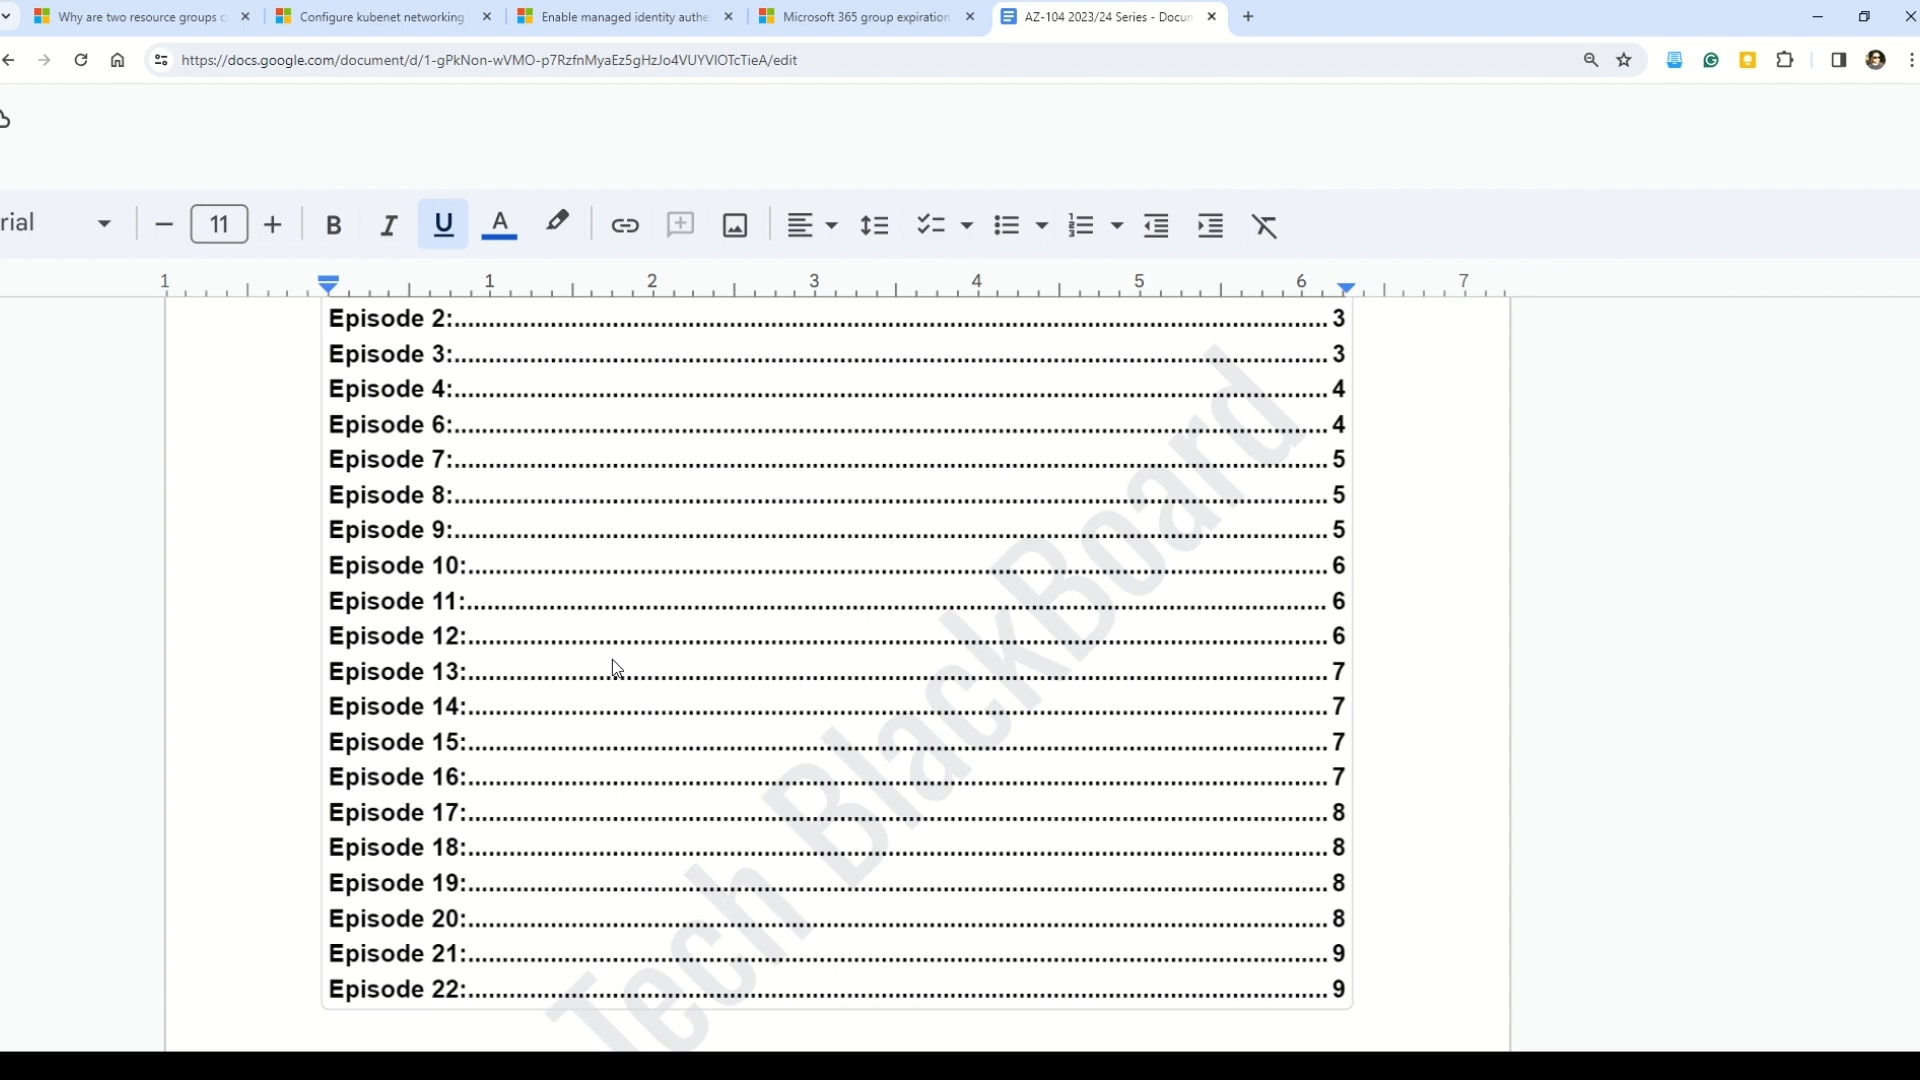 Why are two resource groups c
Configure kubenet networking
Enable managed identity authe
Microsoft 365 group expiration
AZ-104 2023/24 Series - Docum
https://docs.google.com/document/d/1-gPkNon-wVMO-p7RzfnMyaEz5gHzJo4VUYVIOTcTieA/edit
rial
11
B I U A
1 1 2 3 4 5 6 7
Episode 2: 3
Episode 3: 3
Episode 4: 4
Episode 6: 4
Episode 7: 5
Episode 8: 5
Episode 9: 5
Episode 10: 6
Episode 11: 6
Episode 12: 6
Episode 13: 7
Episode 14: 7
Episode 15: 7
Episode 16: 7
Episode 17: 8
Episode 18: 8
Episode 19: 8
Episode 20: 8
Episode 21: 9
Episode 22: 9
Tech BlackBoard